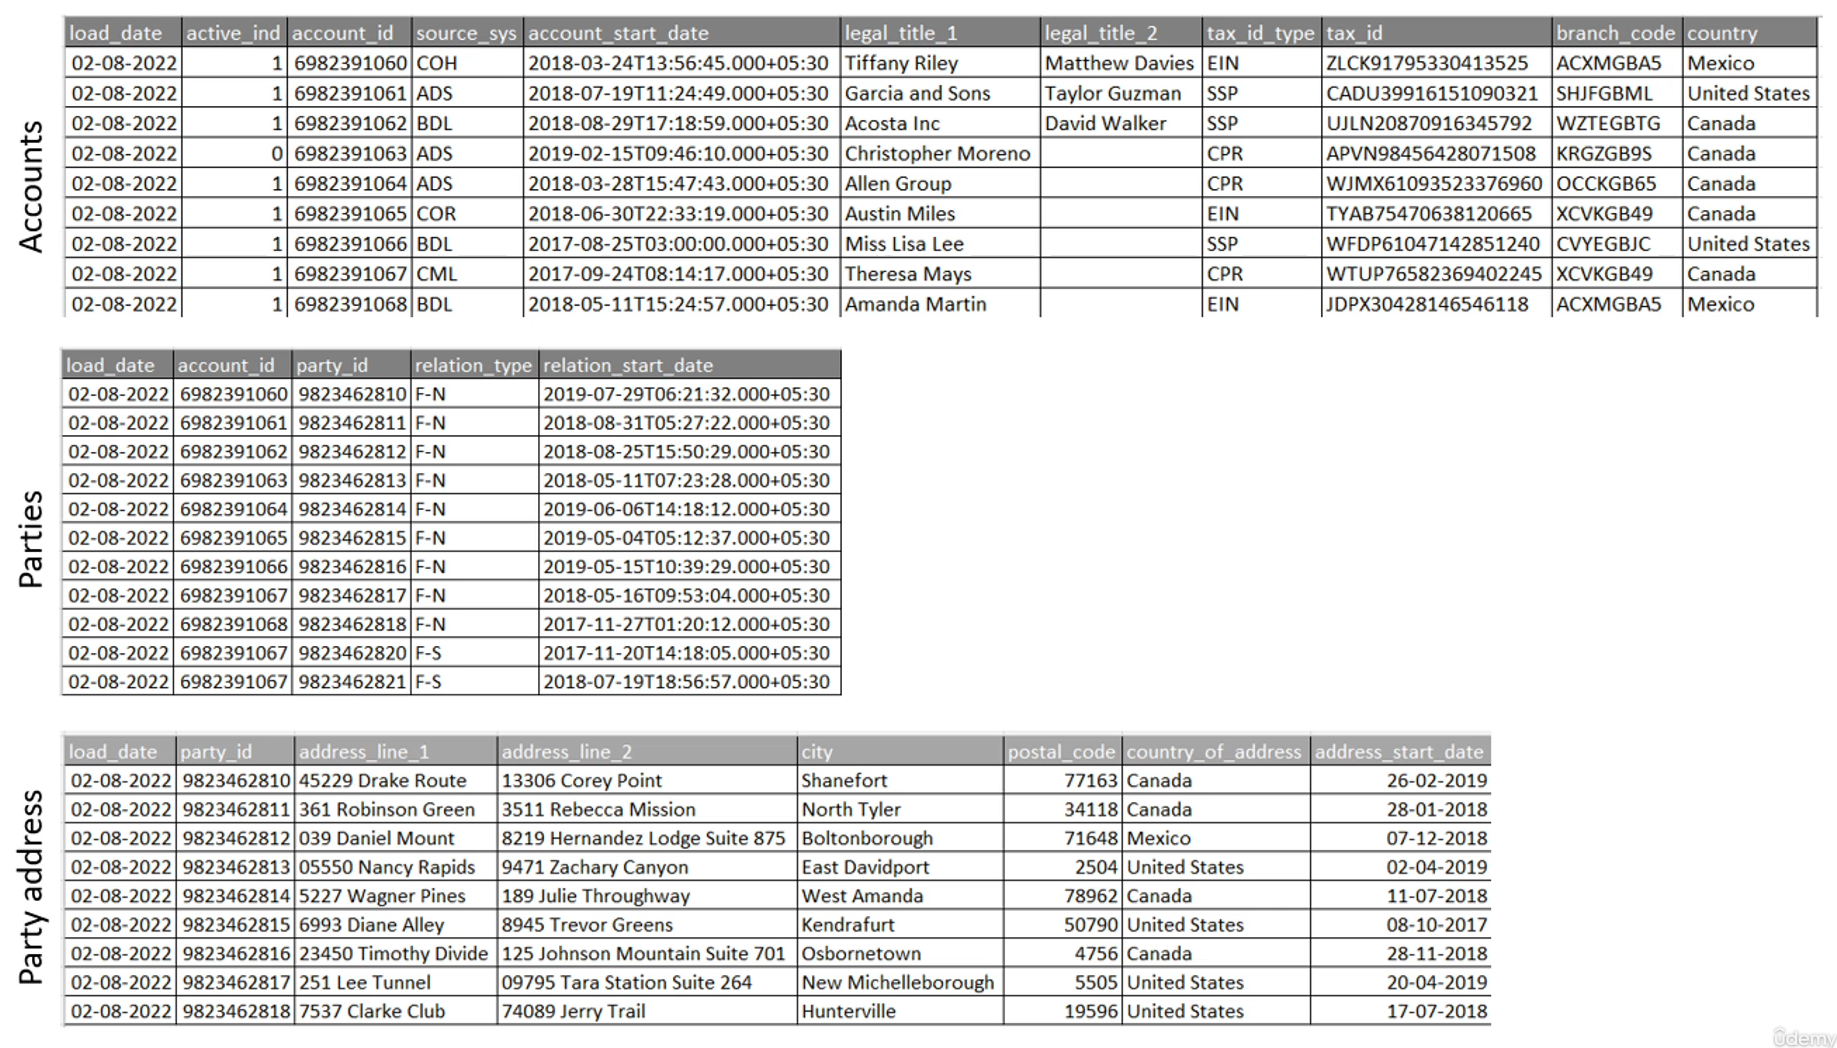 Accounts
load_date active_ind account_id source_sys account_start_date legal_title_1 legal_title_2 tax_id_type tax_id branch_code country
02-08-2022 1 6982391060 COH 2018-03-24T13:56:45.000+05:30 Tiffany Riley Matthew Davies EIN ZLCK91795330413525 ACXMGBA5 Mexico
02-08-2022 1 6982391061 ADS 2018-07-19T11:24:49.000+05:30 Garcia and Sons Taylor Guzman SSP CADU39916151090321 SHJFGBML United States
02-08-2022 1 6982391062 BDL 2018-08-29T17:18:59.000+05:30 Acosta Inc David Walker SSP UJLN20870916345792 WZTEGBTG Canada
02-08-2022 0 6982391063 ADS 2019-02-15T09:46:10.000+05:30 Christopher Moreno CPR APVN98456428071508 KRGZGB9S Canada
02-08-2022 1 6982391064 ADS 2018-03-28T15:47:43.000+05:30 Allen Group CPR WJMX61093523376960 OCCKGB65 Canada
02-08-2022 1 6982391065 COR 2018-06-30T22:33:19.000+05:30 Austin Miles EIN TYAB75470638120665 XCVKGB49 Canada
02-08-2022 1 6982391066 BDL 2017-08-25T03:00:00.000+05:30 Miss Lisa Lee SSP WFDP61047142851240 CVYEGBJC United States
02-08-2022 1 6982391067 CML 2017-09-24T08:14:17.000+05:30 Theresa Mays CPR WTUP76582369402245 XCVKGB49 Canada
02-08-2022 1 6982391068 BDL 2018-05-11T15:24:57.000+05:30 Amanda Martin EIN JDPX30428146546118 ACXMGBA5 Mexico
Parties
load_date account_id party_id relation_type relation_start_date
02-08-2022 6982391060 9823462810 F-N 2019-07-29T06:21:32.000+05:30
02-08-2022 6982391061 9823462811 F-N 2018-08-31T05:27:22.000+05:30
02-08-2022 6982391062 9823462812 F-N 2018-08-25T15:50:29.000+05:30
02-08-2022 6982391063 9823462813 F-N 2018-05-11T07:23:28.000+05:30
02-08-2022 6982391064 9823462814 F-N 2019-06-06T14:18:12.000+05:30
02-08-2022 6982391065 9823462815 F-N 2019-05-04T05:12:37.000+05:30
02-08-2022 6982391066 9823462816 F-N 2019-05-15T10:39:29.000+05:30
02-08-2022 6982391067 9823462817 F-N 2018-05-16T09:53:04.000+05:30
02-08-2022 6982391068 9823462818 F-N 2017-11-27T01:20:12.000+05:30
02-08-2022 6982391067 9823462820 F-S 2017-11-20T14:18:05.000+05:30
02-08-2022 6982391067 9823462821 F-S 2018-07-19T18:56:57.000+05:30
Party address
load_date party_id address_line_1 address_line_2 city postal_code country_of_address address_start_date
02-08-2022 9823462810 45229 Drake Route 13306 Corey Point Shanefort 77163 Canada 26-02-2019
02-08-2022 9823462811 361 Robinson Green 3511 Rebecca Mission North Tyler 34118 Canada 28-01-2018
02-08-2022 9823462812 039 Daniel Mount 8219 Hernandez Lodge Suite 875 Boltonborough 71648 Mexico 07-12-2018
02-08-2022 9823462813 05550 Nancy Rapids 9471 Zachary Canyon East Davidport 2504 United States 02-04-2019
02-08-2022 9823462814 5227 Wagner Pines 189 Julie Throughway West Amanda 78962 Canada 11-07-2018
02-08-2022 9823462815 6993 Diane Alley 8945 Trevor Greens Kendrafurt 50790 United States 08-10-2017
02-08-2022 9823462816 23450 Timothy Divide 125 Johnson Mountain Suite 701 Osbornetown 4756 Canada 28-11-2018
02-08-2022 9823462817 251 Lee Tunnel 09795 Tara Station Suite 264 New Michelleborough 5505 United States 20-04-2019
02-08-2022 9823462818 7537 Clarke Club 74089 Jerry Trail Hunterville 19596 United States 17-07-2018
ûdemy